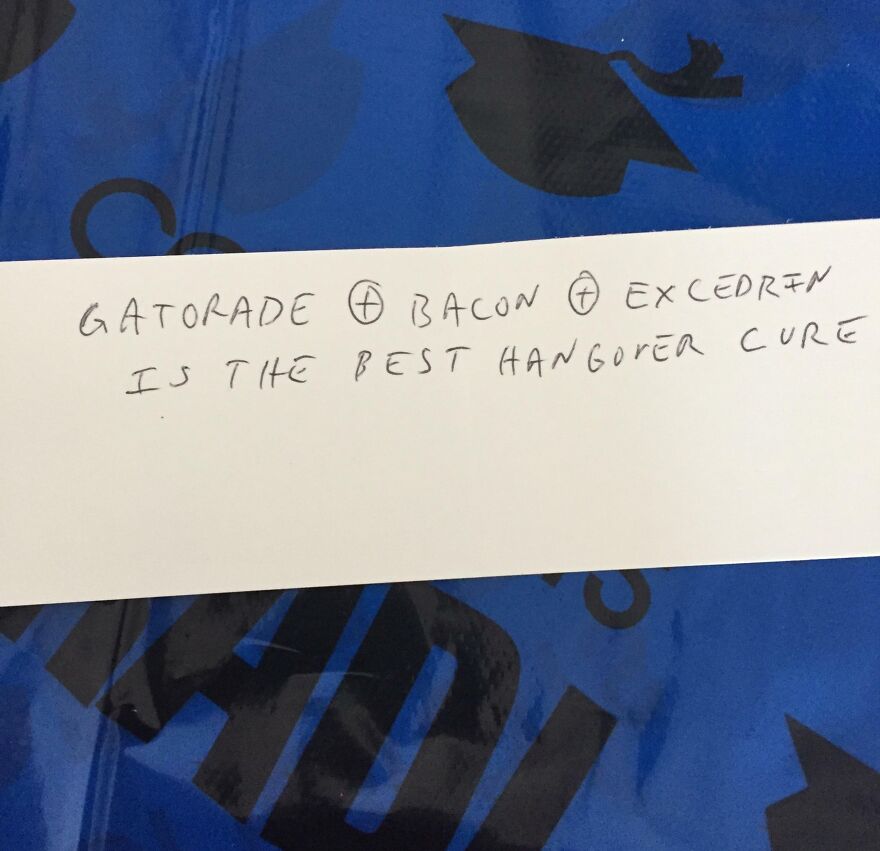 GATORADE ⊕ BACON ⊕ EXCEDRIN
IS THE BEST HANGOVER CURE